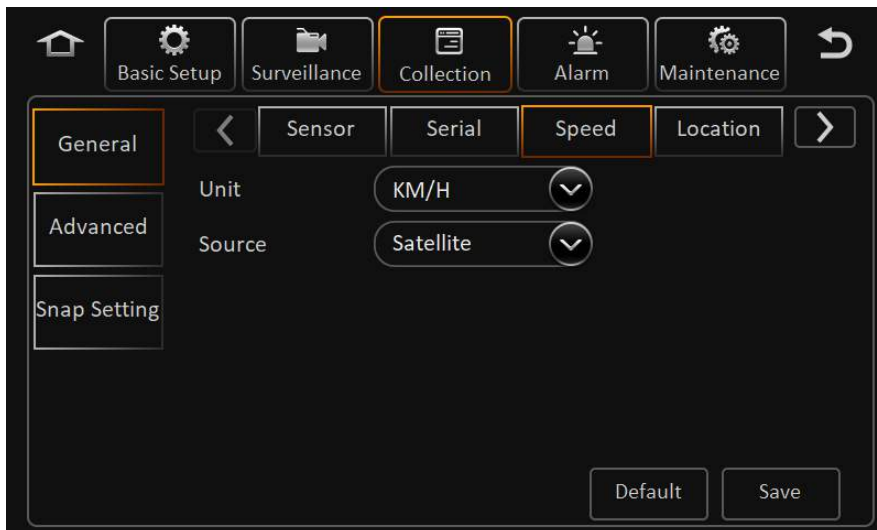 Basic Setup Surveillance Collection Alarm Maintenance
General Sensor Serial Speed Location
Unit KM/H
Advanced
Source Satellite
Snap Setting
Default Save